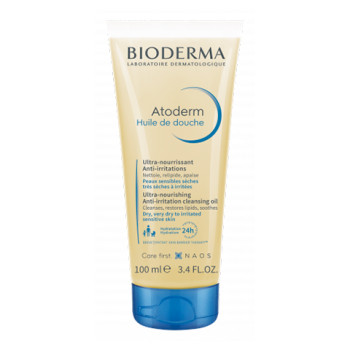 BIODERMA
LABORATOIRE DERMATOLOGIQUE
Atoderm
Huile de douche
Ultra-nourrissant
Anti-irritations
Nettoie, relipide, apaise
Peaux sensibles sèches
très sèches à irritées
Ultra-nourishing
Anti-irritation cleansing oil
Cleanses, restores lipids, soothes
Dry, very dry to irritated
sensitive skin
24h
Care first NAOS
100 ml ℮ 3.4 FL.OZ.